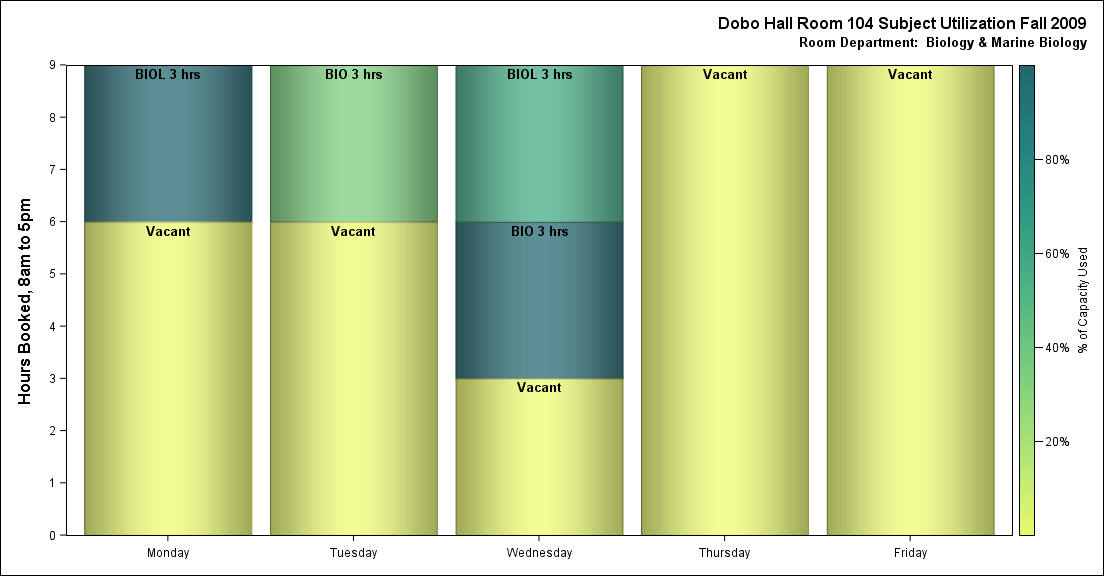 Dobo Hall Room 104 Subject Utilization Fall 2009
Room Department:  Biology & Marine Biology
Hours Booked, 8am to 5pm
9
8
7
6
5
4
3
2
1
0
BIOL 3 hrs
Vacant
BIO 3 hrs
Vacant
BIOL 3 hrs
BIO 3 hrs
Vacant
Vacant
Vacant
Monday
Tuesday
Wednesday
Thursday
Friday
80%
60%
40%
20%
% of Capacity Used